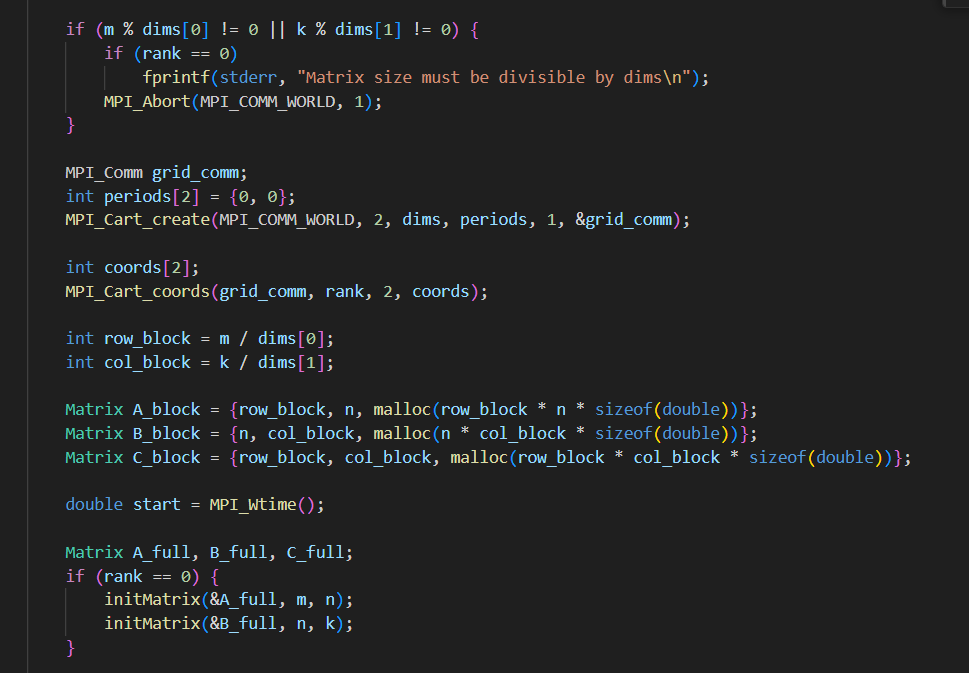 if (m % dims[0] != 0 || k % dims[1] != 0) {
if (rank == 0)
fprintf(stderr, "Matrix size must be divisible by dims\n");
MPI_Abort(MPI_COMM_WORLD, 1);
}
MPI_Comm grid_comm;
int periods[2] = {0, 0};
MPI_Cart_create(MPI_COMM_WORLD, 2, dims, periods, 1, &grid_comm);
int coords[2];
MPI_Cart_coords(grid_comm, rank, 2, coords);
int row_block = m / dims[0];
int col_block = k / dims[1];
Matrix A_block = {row_block, n, malloc(row_block * n * sizeof(double))};
Matrix B_block = {n, col_block, malloc(n * col_block * sizeof(double))};
Matrix C_block = {row_block, col_block, malloc(row_block * col_block * sizeof(double))};
double start = MPI_Wtime();
Matrix A_full, B_full, C_full;
if (rank == 0) {
initMatrix(&A_full, m, n);
initMatrix(&B_full, n, k);
}